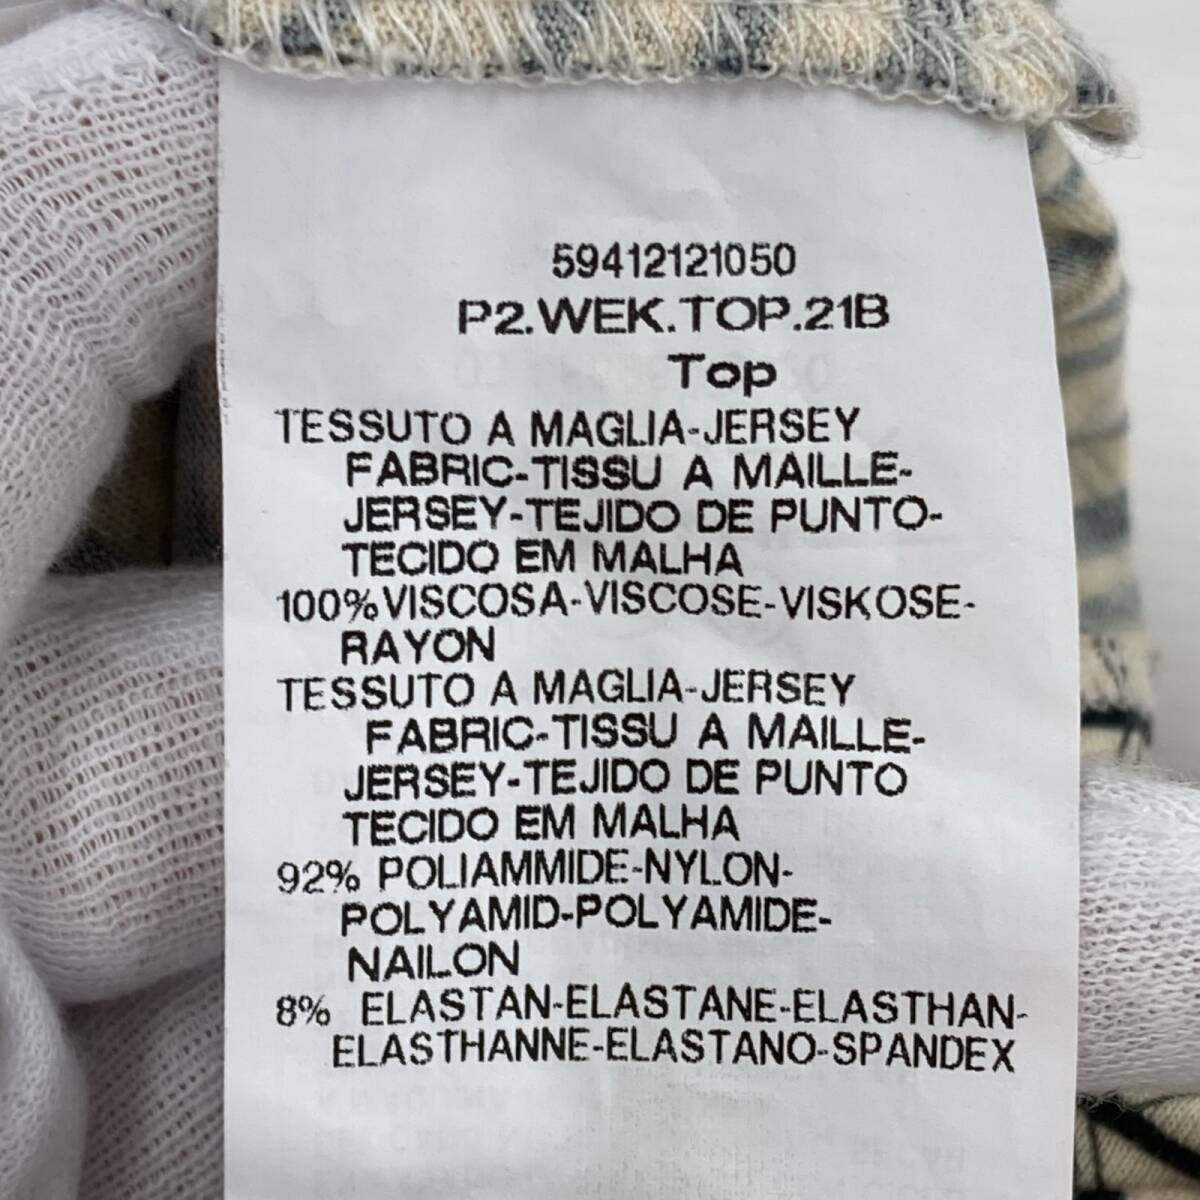 59412121050
P2.WEK.TOP.21B
Top
TESSUTO A MAGLIA-JERSEY
FABRIC-TISSU A MAILLE-
JERSEY-TEJIDO DE PUNTO-
TECIDO EM MALHA
100% VISCOSA-VISCOSE-VISKOSE-
RAYON
TESSUTO A MAGLIA-JERSEY
FABRIC-TISSU A MAILLE-
JERSEY-TEJIDO DE PUNTO
TECIDO EM MALHA
92% POLIAMMIDE-NYLON-
POLYAMID-POLYAMIDE-
NAILON
8% ELASTAN-ELASTANE-ELASTHAN-
ELASTHANNE-ELASTANO-SPANDEX